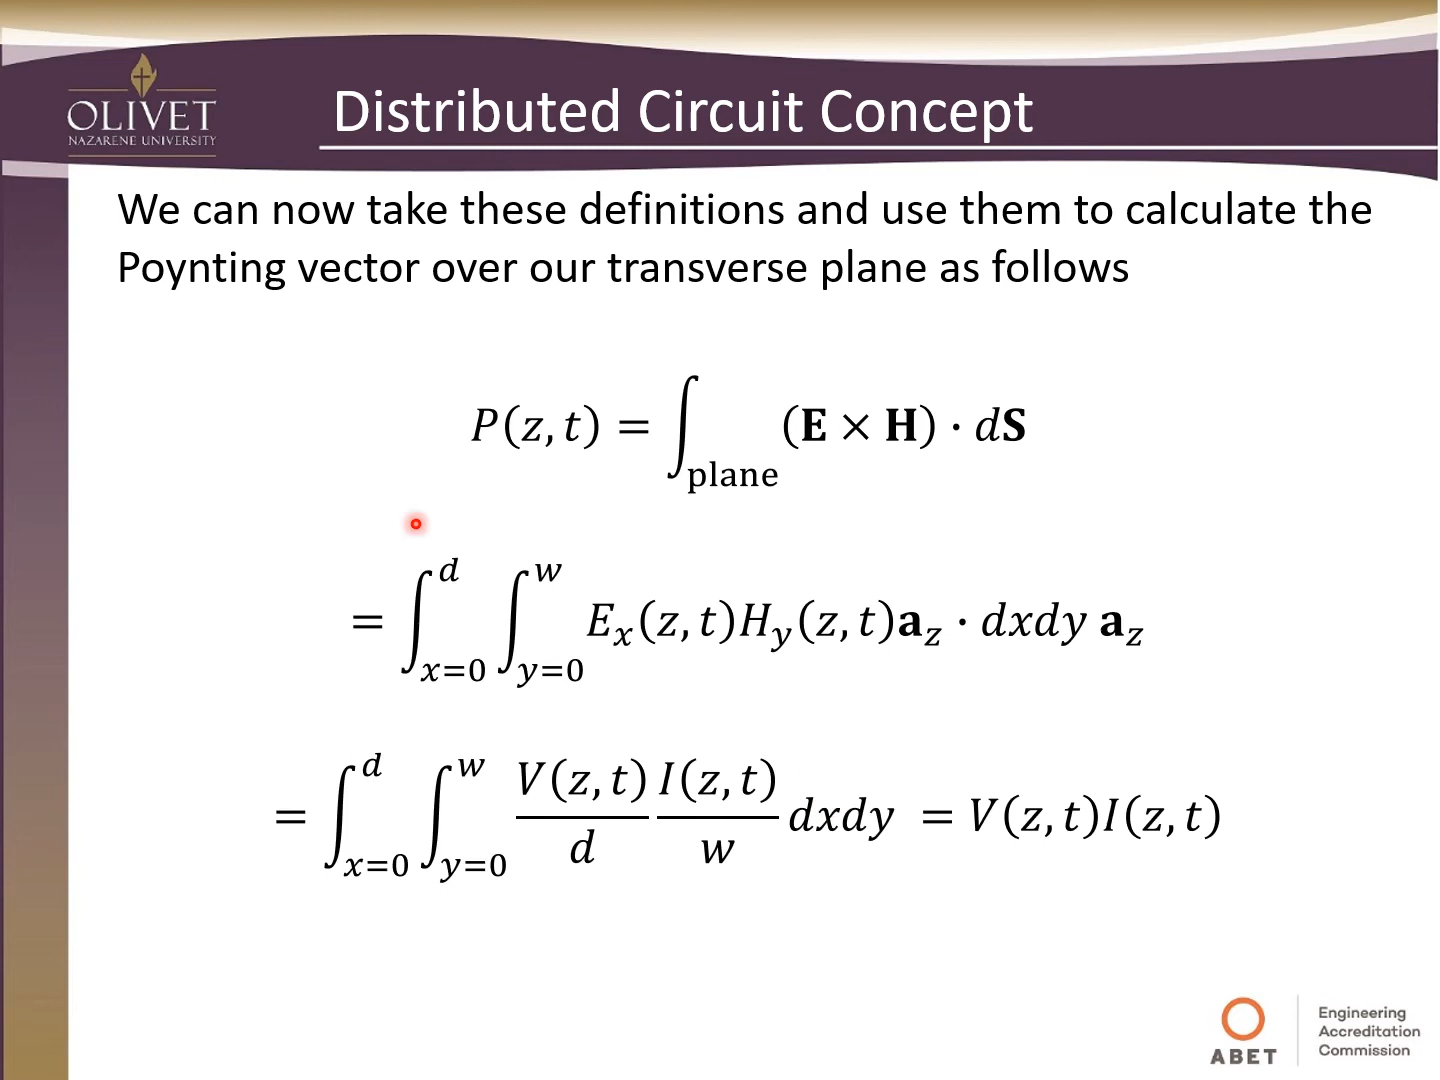 OLIVET
NAZARENE UNIVERSITY
Distributed Circuit Concept
We can now take these definitions and use them to calculate the
Poynting vector over our transverse plane as follows
P(z, t) = ∫_plane (𝐄 × 𝐇) · d𝐒
= ∫_{x=0}^{d} ∫_{y=0}^{w} E_x(z, t)H_y(z, t)𝐚_z · dxdy 𝐚_z
= ∫_{x=0}^{d} ∫_{y=0}^{w} V(z, t)/d I(z, t)/w dxdy = V(z, t)I(z, t)
ABET
Engineering
Accreditation
Commission